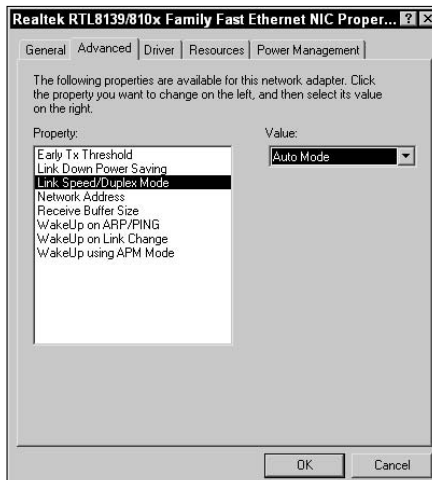 Realtek RTL8139/810x Family Fast Ethernet NIC Proper... ? X
General Advanced Driver Resources Power Management
The following properties are available for this network adapter. Click
the property you want to change on the left, and then select its value
on the right.
Property:
Value:
Early Tx Threshold
Link Down Power Saving
Link Speed/Duplex Mode
Network Address
Receive Buffer Size
WakeUp on ARP/PING
WakeUp on Link Change
WakeUp using APM Mode
Auto Mode
OK
Cancel